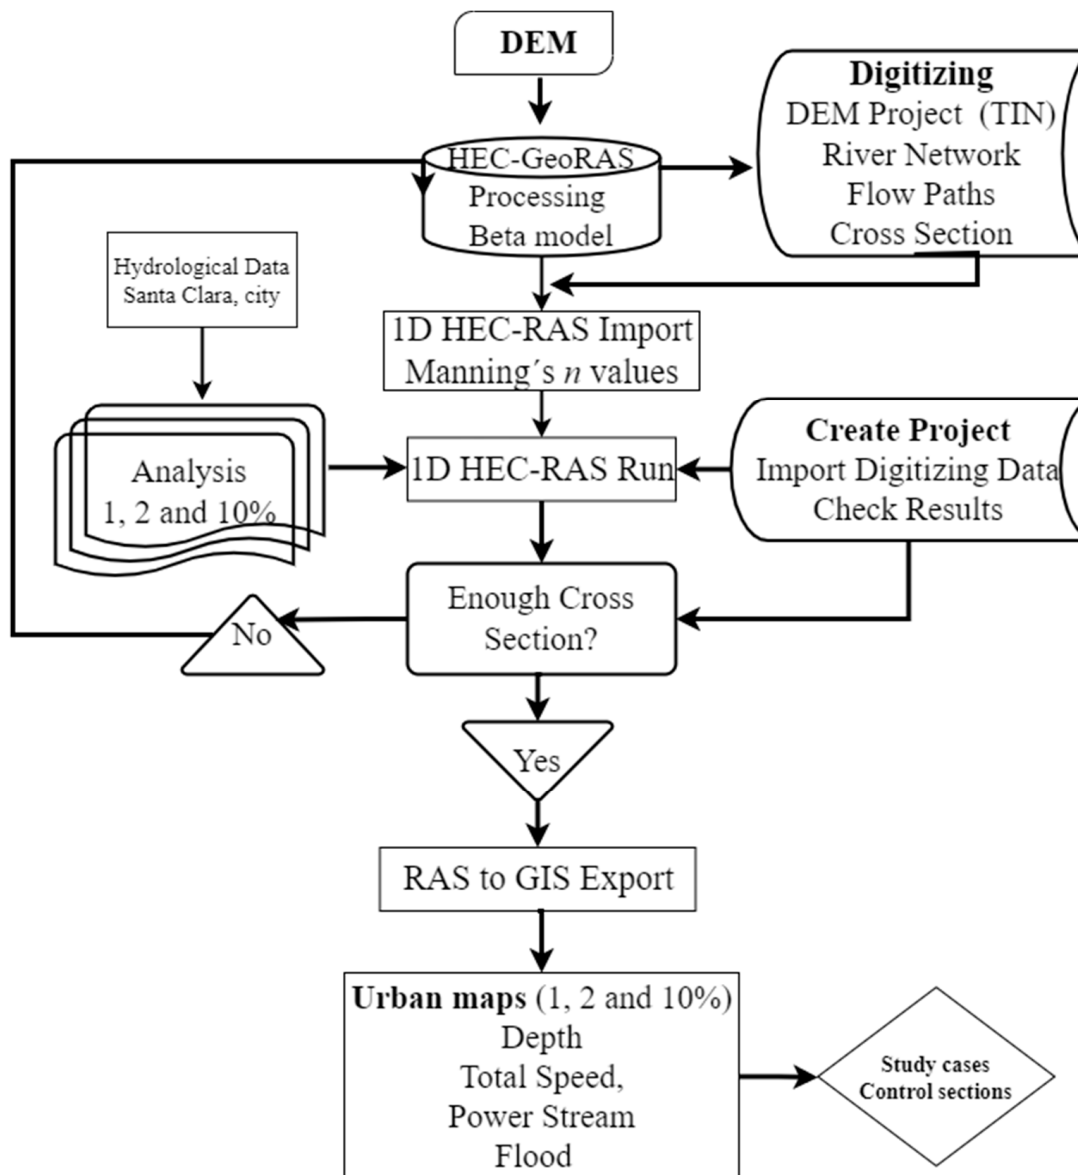 DEM
Digitizing
DEM Project  (TIN)
River Network
Flow Paths
Cross Section
HEC-GeoRAS
Processing
Beta model
Hydrological Data
Santa Clara, city
1D HEC-RAS Import
Manning´s n values
Analysis
1, 2 and 10%
1D HEC-RAS Run
Create Project
Import Digitizing Data
Check Results
Enough Cross
Section?
No
Yes
RAS to GIS Export
Urban maps (1, 2 and 10%)
Depth
Total Speed,
Power Stream
Flood
Study cases
Control sections